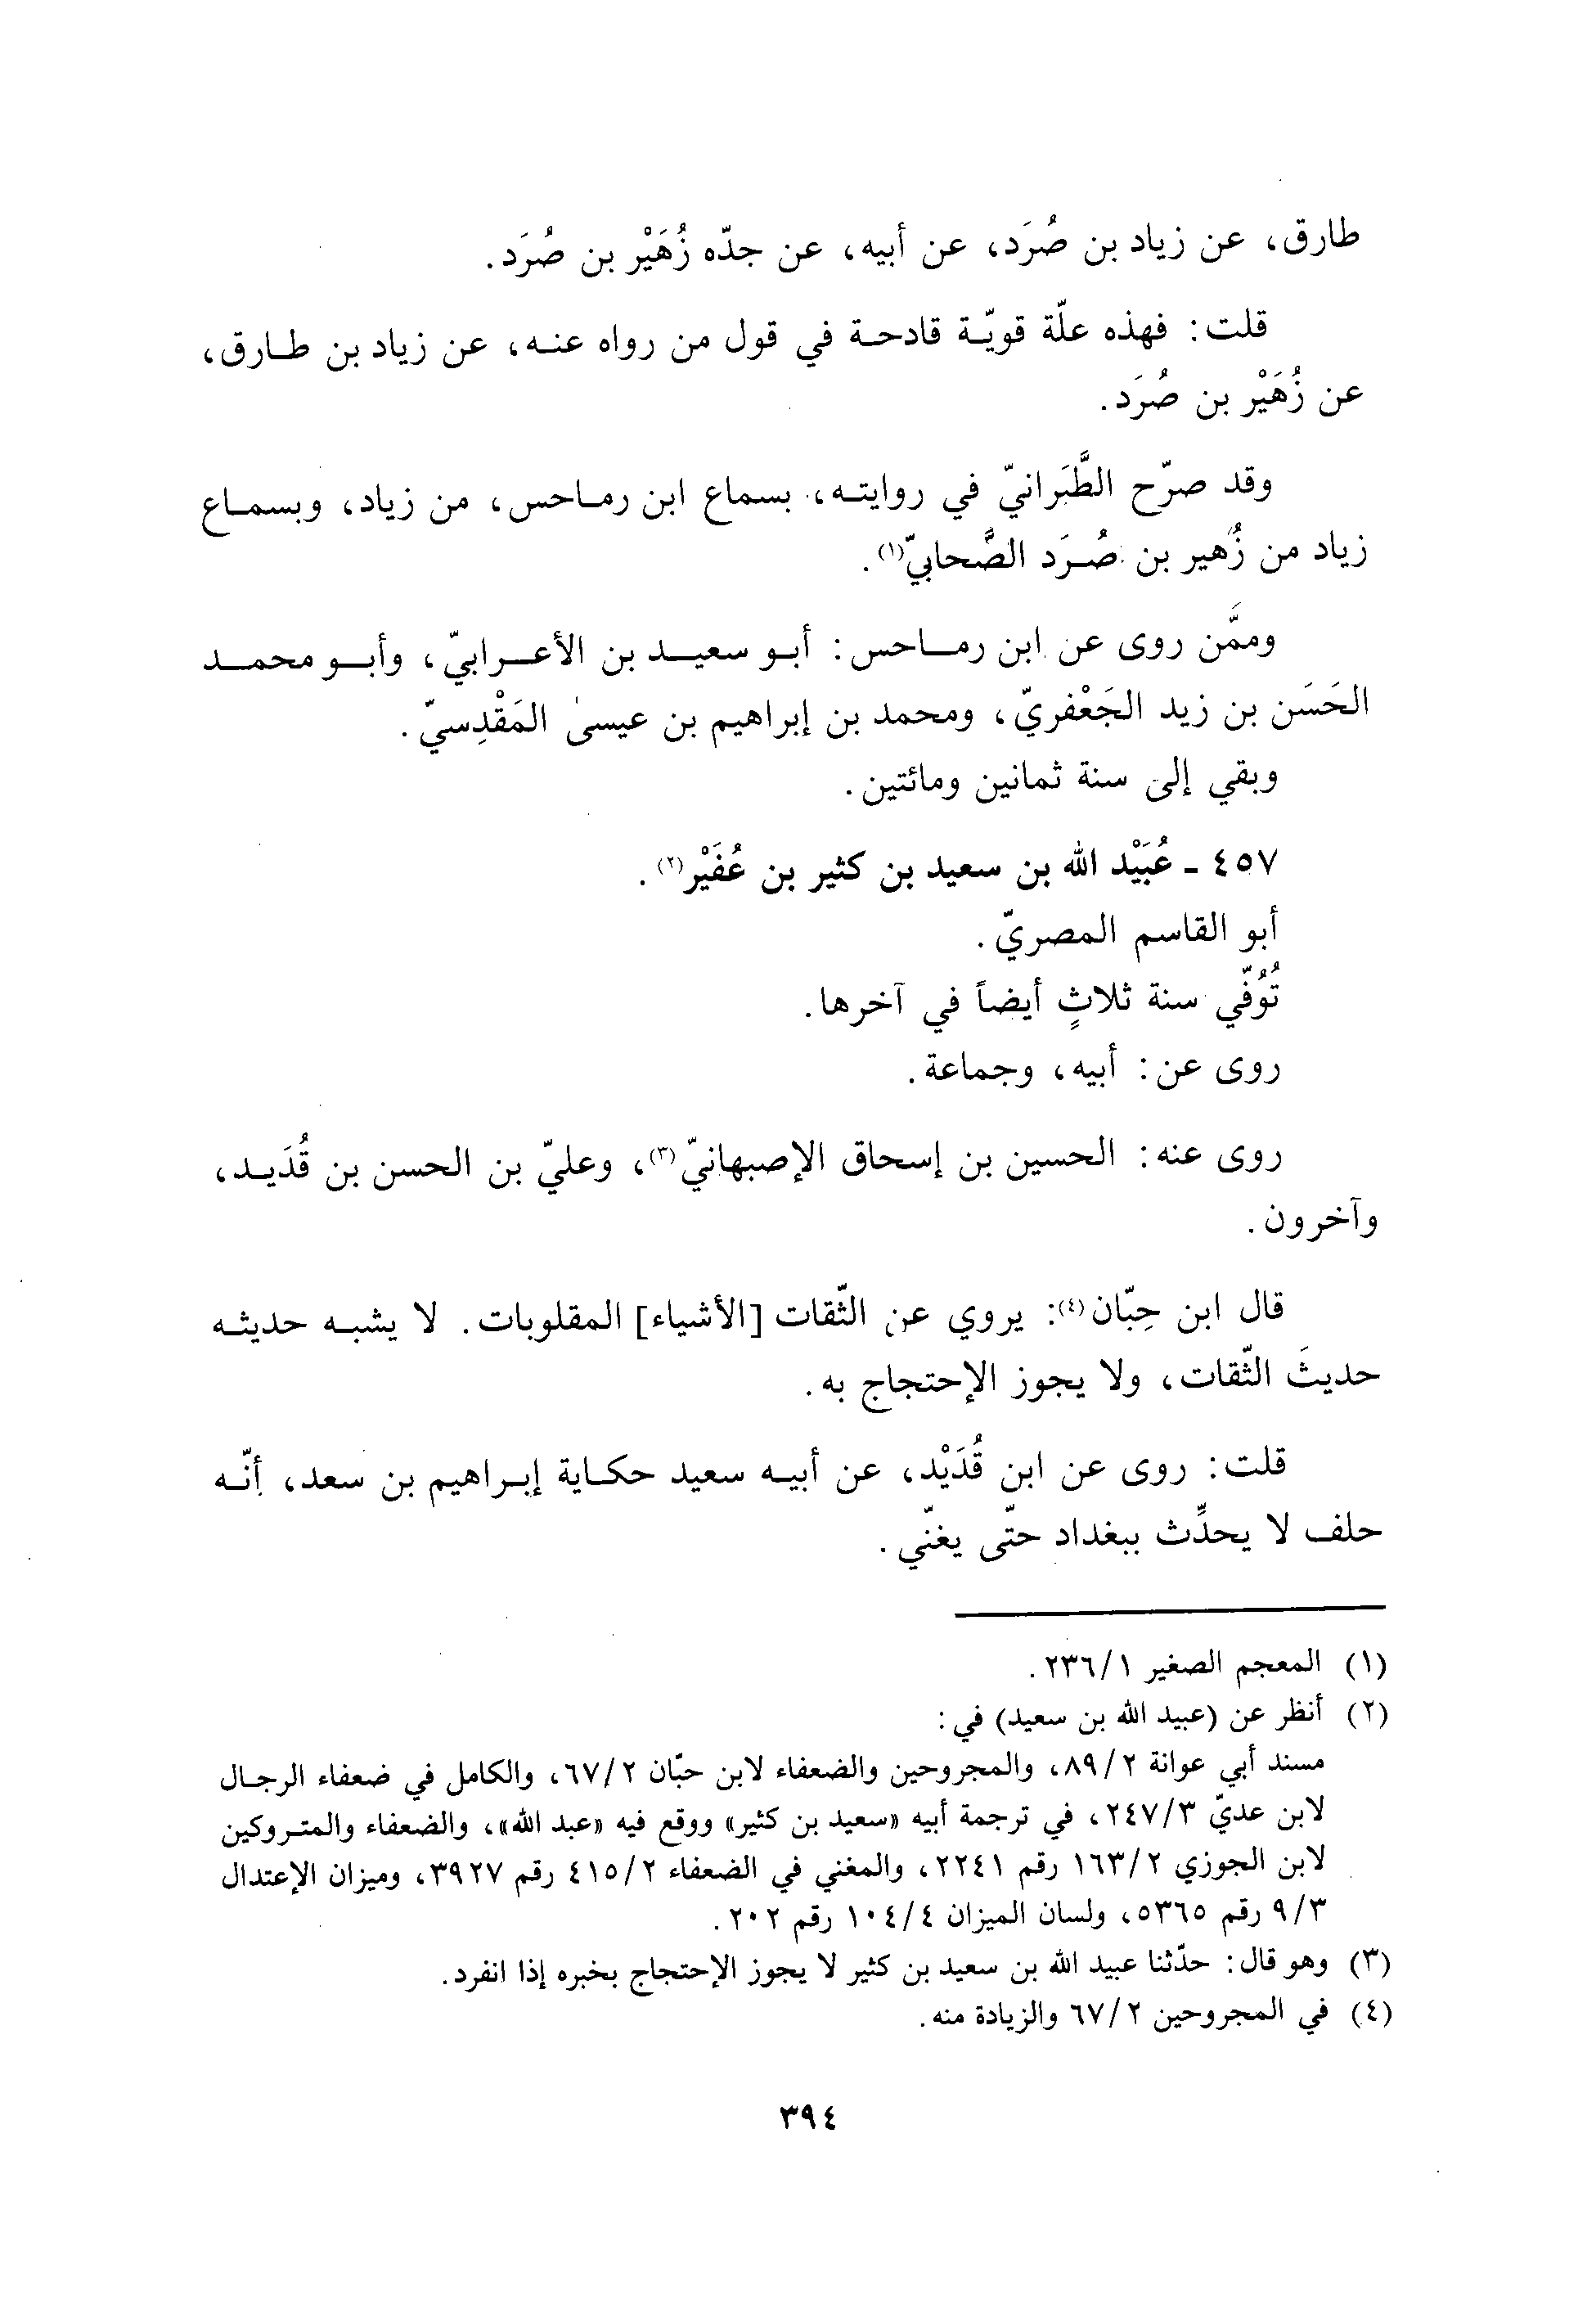 طارق، عن زياد بن صُرَد، عن أبيه، عن جدّه زُهَيْر بن صُرَد.
قلت: فهذه علّة قويّة قادحة في قول من رواه عنه، عن زياد بن طارق،
عن زُهَيْر بن صُرَد.
وقد صرّح الطَّبَرانيّ في روايته، بسماع ابن رماحس، من زياد، وبسماع
زياد من زُهير بن صُرَد الصَّحابيّ(١).
وممَّن روى عن ابن رماحس: أبو سعيد بن الأعرابيّ، وأبو محمد
الحَسَن بن زيد الجَعْفريّ، ومحمد بن إبراهيم بن عيسىٰ المَقْدِسيّ.
وبقي إلى سنة ثمانين ومائتين.
٤٥٧ - عُبَيْد الله بن سعيد بن كثير بن عُفَيْر(٢).
أبو القاسم المصريّ.
تُوُفّي سنة ثلاثٍ أيضاً في آخرها.
روى عن: أبيه، وجماعة.
روى عنه: الحسين بن إسحاق الإصبهانيّ(٣)، وعليّ بن الحسن بن قُدَيد،
وآخرون.
قال ابن حِبّان(٤): يروي عن الثّقات [الأشياء] المقلوبات. لا يشبه حديثه
حديثَ الثّقات، ولا يجوز الإحتجاج به.
قلت: روى عن ابن قُدَيْد، عن أبيه سعيد حكاية إبراهيم بن سعد، أنّه
حلف لا يحدِّث ببغداد حتّى يغنّي.
(١) المعجم الصغير ٢٣٦/١.
(٢) أنظر عن (عبيد الله بن سعيد) في:
مسند أبي عوانة ٨٩/٢، والمجروحين والضعفاء لابن حبّان ٦٧/٢، والكامل في ضعفاء الرجال
لابن عديّ ٢٤٧/٣، في ترجمة أبيه «سعيد بن كثير» ووقع فيه «عبد الله»، والضعفاء والمتروكين
لابن الجوزي ١٦٣/٢ رقم ٢٢٤١، والمغني في الضعفاء ٤١٥/٢ رقم ٣٩٢٧، وميزان الإعتدال
٩/٣ رقم ٥٣٦٥، ولسان الميزان ١٠٤/٤ رقم ٢٠٢.
(٣) وهو قال: حدّثنا عبيد الله بن سعيد بن كثير لا يجوز الإحتجاج بخبره إذا انفرد.
(٤) في المجروحين ٦٧/٢ والزيادة منه.
٣٩٤